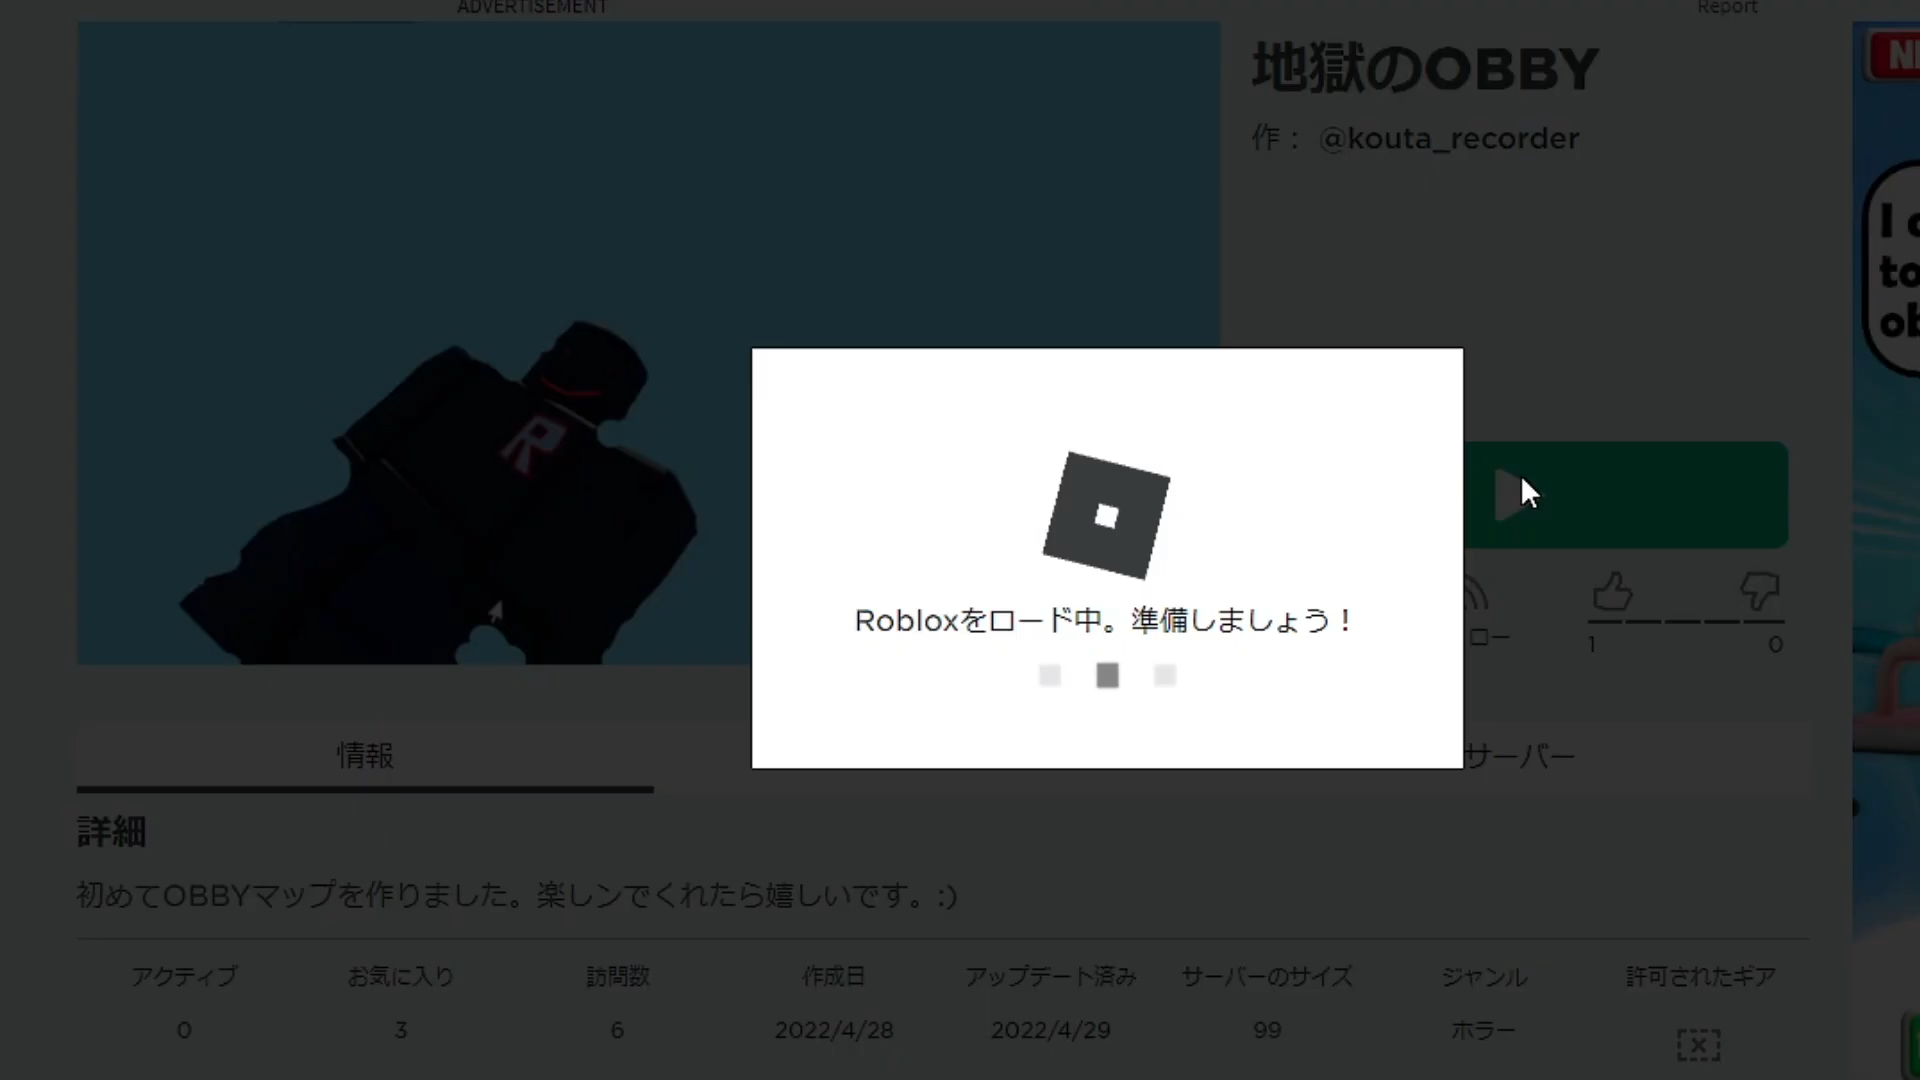 ADVERTISEMENT
Report
地獄のOBBY
作： @kouta_recorder
R
Robloxをロード中。準備しましょう！
ロー
1
0
情報
サーバー
詳細
初めてOBBYマップを作りました。楽しンでくれたら嬉しいです。:)
アクティブ
お気に入り
訪問数
作成日
アップデート済み
サーバーのサイズ
ジャンル
許可されたギア
0
3
6
2022/4/28
2022/4/29
99
ホラー
I
to